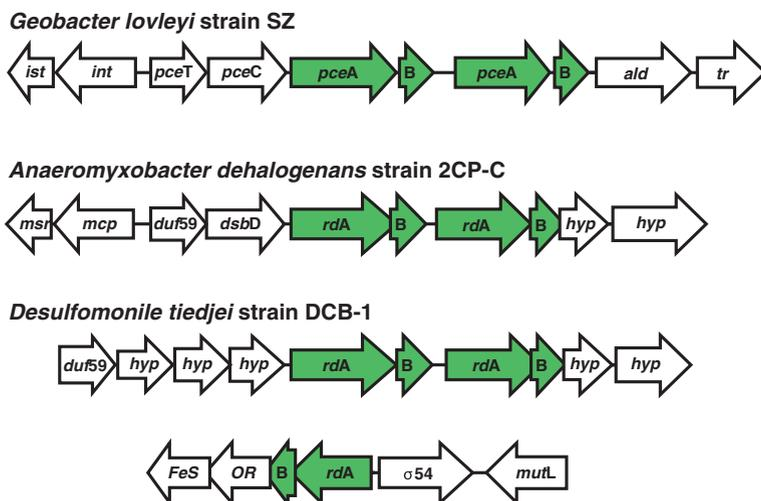 Geobacter lovleyi strain SZ
ist int pceT pceC pceA B pceA B ald tr
Anaeromyxobacter dehalogenans strain 2CP-C
msr mcp duf59 dsbD rdA B rdA B hyp hyp
Desulfomonile tiedjei strain DCB-1
duf59 hyp hyp hyp rdA B rdA B hyp hyp
FeS OR B rdA σ54 mutL